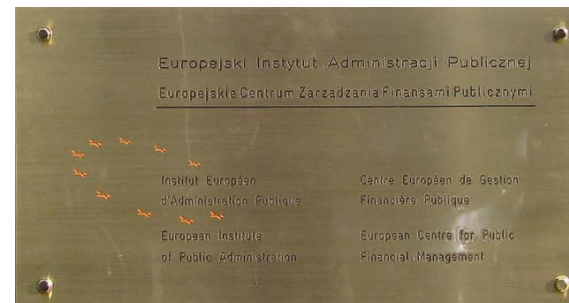 Europejski Instytut Administracji Publicznej
Europejskie Centrum Zarzadzania Finansami Publicznymi
Institut Européen
d'Administration Publique
Centre Européen de Gestion
Financière Publique
European Institute
of Public Administration
European Centre for Public
Financial Management